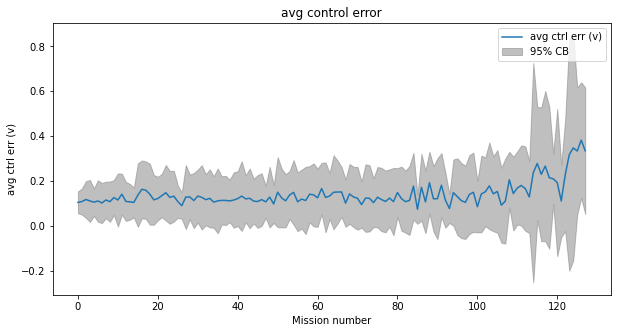 avg control error
avg ctrl err (v)
95% CB
avg ctrl err (v)
0.8
0.6
0.4
0.2
0.0
−0.2
0 20 40 60 80 100 120
Mission number